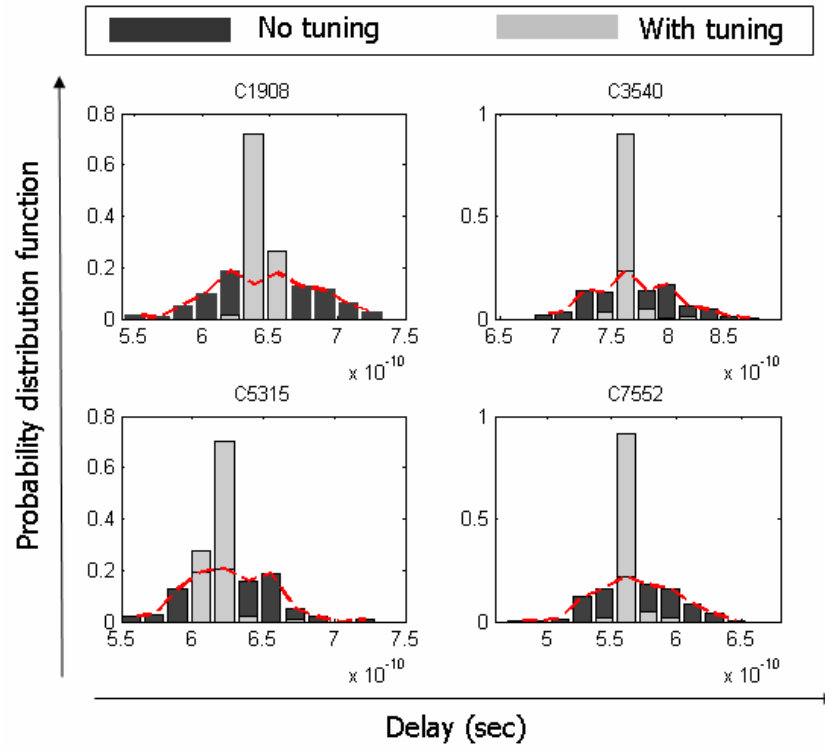 No tuning
With tuning
Probability distribution function
C1908
0.8
0.6
0.4
0.2
0
5.5
6
6.5
7
7.5
x 10^-10
C3540
1
0.5
0
6.5
7
7.5
8
8.5
x 10^-10
C5315
0.8
0.6
0.4
0.2
0
5.5
6
6.5
7
7.5
x 10^-10
C7552
1
0.5
0
5
5.5
6
6.5
x 10^-10
Delay (sec)